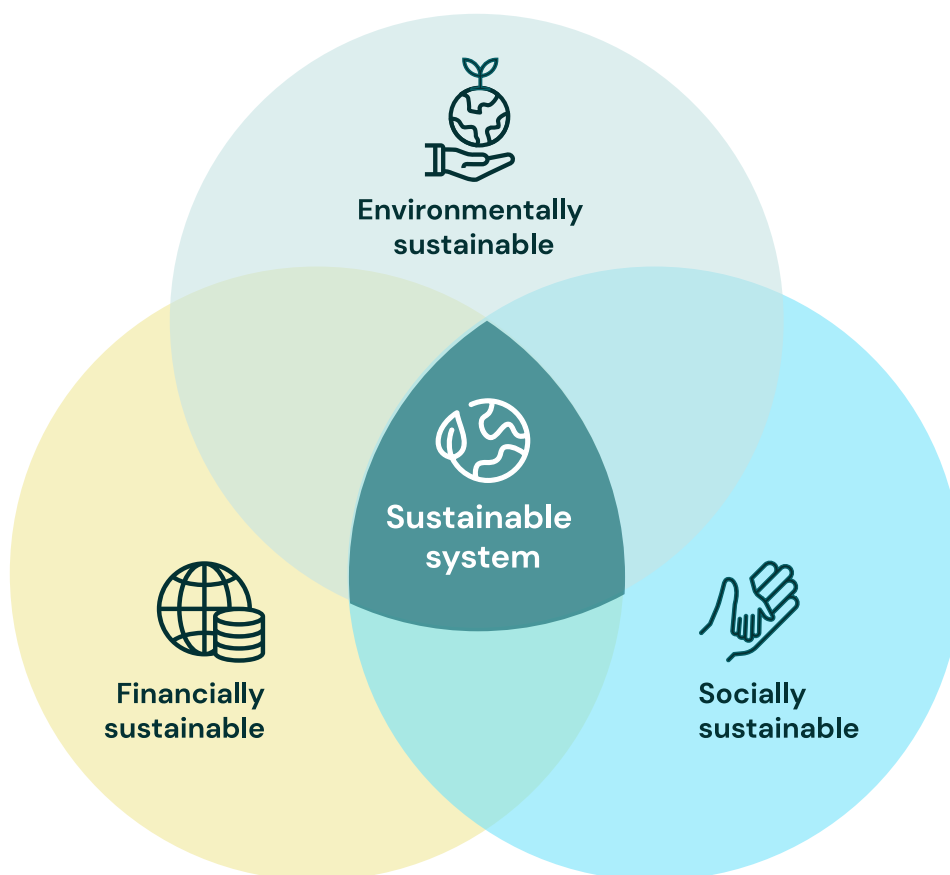 Environmentally
sustainable
Sustainable
system
Financially
sustainable
Socially
sustainable